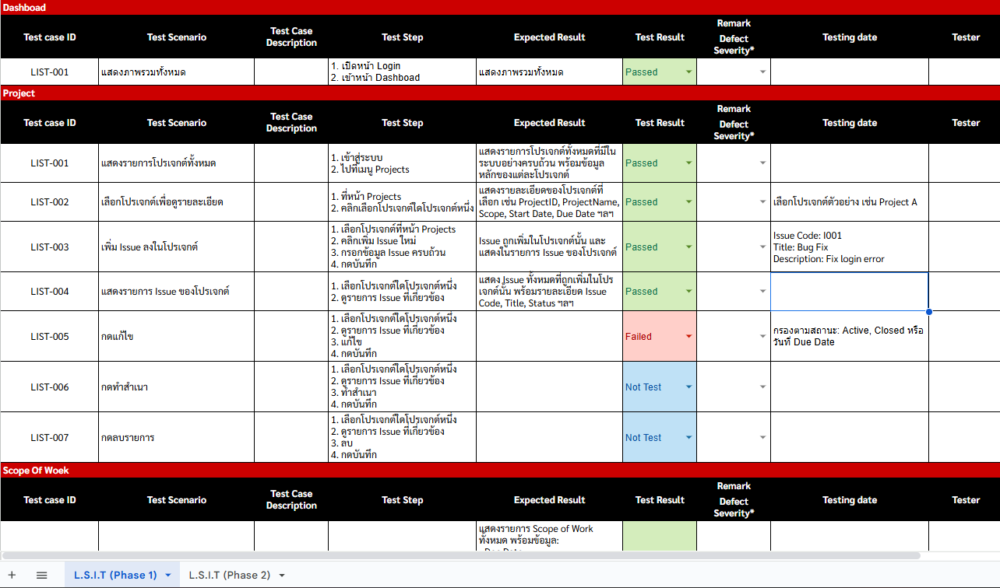 Dashboad
Test case ID
Test Scenario
Test Case
Description
Test Step
Expected Result
Test Result
Remark
Defect
Severity*
Testing date
Tester
LIST-001
แสดงภาพรวมทั้งหมด
1. เปิดหน้า Login
2. เข้าหน้า Dashboad
แสดงภาพรวมทั้งหมด
Passed
Project
Test case ID
Test Scenario
Test Case
Description
Test Step
Expected Result
Test Result
Remark
Defect
Severity*
Testing date
Tester
LIST-001
แสดงรายการโปรเจกต์ทั้งหมด
1. เข้าสู่ระบบ
2. ไปที่เมนู Projects
แสดงรายการโปรเจกต์ทั้งหมดที่มีใน
ระบบอย่างครบถ้วน พร้อมข้อมูล
หลักของแต่ละโปรเจกต์
Passed
LIST-002
เลือกโปรเจกต์เพื่อดูรายละเอียด
1. ที่หน้า Projects
2. คลิกเลือกโปรเจกต์ใดโปรเจกต์หนึ่ง
แสดงรายละเอียดของโปรเจกต์ที่
เลือก เช่น ProjectID, ProjectName,
Scope, Start Date, Due Date ฯลฯ
Passed
เลือกโปรเจกต์ตัวอย่าง เช่น Project A
LIST-003
เพิ่ม Issue ลงในโปรเจกต์
1. เลือกโปรเจกต์ที่หน้า Projects
2. คลิกเพิ่ม Issue ใหม่
3. กรอกข้อมูล Issue ครบถ้วน
4. กดบันทึก
Issue ถูกเพิ่มในโปรเจกต์นั้น และ
แสดงในรายการ Issue ของโปรเจกต์
Passed
Issue Code: I001
Title: Bug Fix
Description: Fix login error
LIST-004
แสดงรายการ Issue ของโปรเจกต์
1. เลือกโปรเจกต์ใดโปรเจกต์หนึ่ง
2. ดูรายการ Issue ที่เกี่ยวข้อง
แสดง Issue ทั้งหมดที่ถูกเพิ่มในโปร
เจกต์นั้น พร้อมรายละเอียด Issue
Code, Title, Status ฯลฯ
Passed
LIST-005
กดแก้ไข
1. เลือกโปรเจกต์ใดโปรเจกต์หนึ่ง
2. ดูรายการ Issue ที่เกี่ยวข้อง
3. แก้ไข
4. กดบันทึก
Failed
กรองตามสถานะ: Active, Closed หรือ
วันที่ Due Date
LIST-006
กดทำสำเนา
1. เลือกโปรเจกต์ใดโปรเจกต์หนึ่ง
2. ดูรายการ Issue ที่เกี่ยวข้อง
3. ทำสำเนา
4. กดบันทึก
Not Test
LIST-007
กดลบรายการ
1. เลือกโปรเจกต์ใดโปรเจกต์หนึ่ง
2. ดูรายการ Issue ที่เกี่ยวข้อง
3. ลบ
4. กดบันทึก
Not Test
Scope Of Woek
Test case ID
Test Scenario
Test Case
Description
Test Step
Expected Result
Test Result
Remark
Defect
Severity*
Testing date
Tester
แสดงรายการ Scope of Work
ทั้งหมด พร้อมข้อมูล:
L.S.I.T (Phase 1)
L.S.I.T (Phase 2)